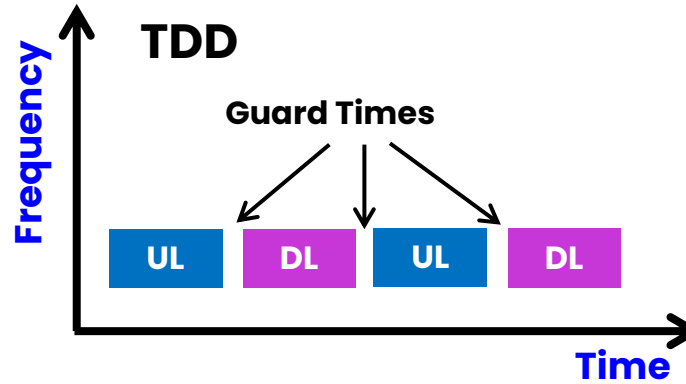 TDD
Guard Times
Frequency
UL
DL
UL
DL
Time